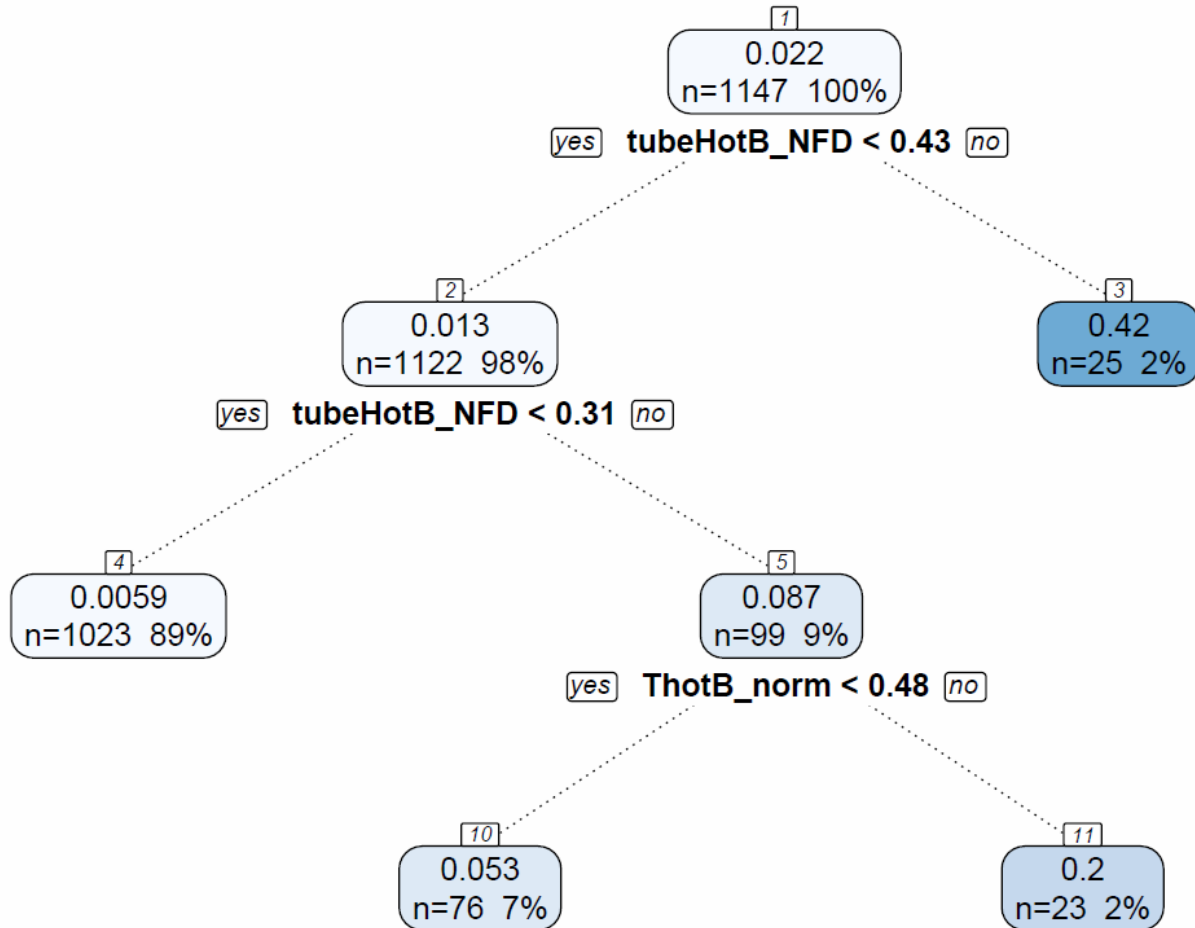 1
0.022
n=1147 100%
yes tubeHotB_NFD < 0.43 no
2
0.013
n=1122 98%
3
0.42
n=25 2%
yes tubeHotB_NFD < 0.31 no
4
0.0059
n=1023 89%
5
0.087
n=99 9%
yes ThotB_norm < 0.48 no
10
0.053
n=76 7%
11
0.2
n=23 2%